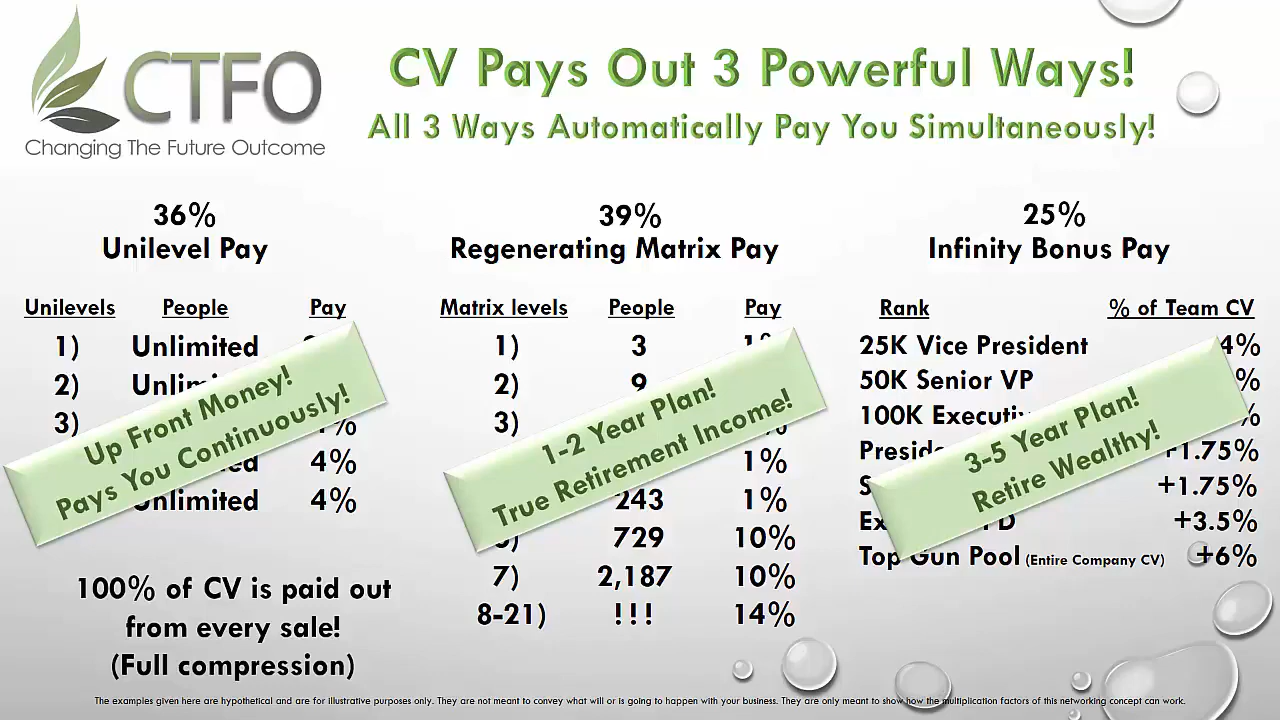 CTFO
Changing The Future Outcome
CV Pays Out 3 Powerful Ways!
All 3 Ways Automatically Pay You Simultaneously!
36%
Unilevel Pay
Unilevels People Pay
1) Unlimited
2)
3)
4%
Unlimited 4%
Up Front Money!
Pays You Continuously!
100% of CV is paid out
from every sale!
(Full compression)
39%
Regenerating Matrix Pay
Matrix levels People Pay
1) 3 1%
2) 9
3)
1%
243 1%
729 10%
7) 2,187 10%
8-21) !!! 14%
1-2 Year Plan!
True Retirement Income!
25%
Infinity Bonus Pay
Rank % of Team CV
25K Vice President 4%
50K Senior VP %
100K %
+1.75%
+1.75%
+3.5%
Top Gun Pool (Entire Company CV) +6%
3-5 Year Plan!
Retire Wealthy!
The examples given here are hypothetical and are for illustrative purposes only. They are not meant to convey what will or is going to happen with your business. They are only meant to show how the multiplication factors of this networking concept can work.